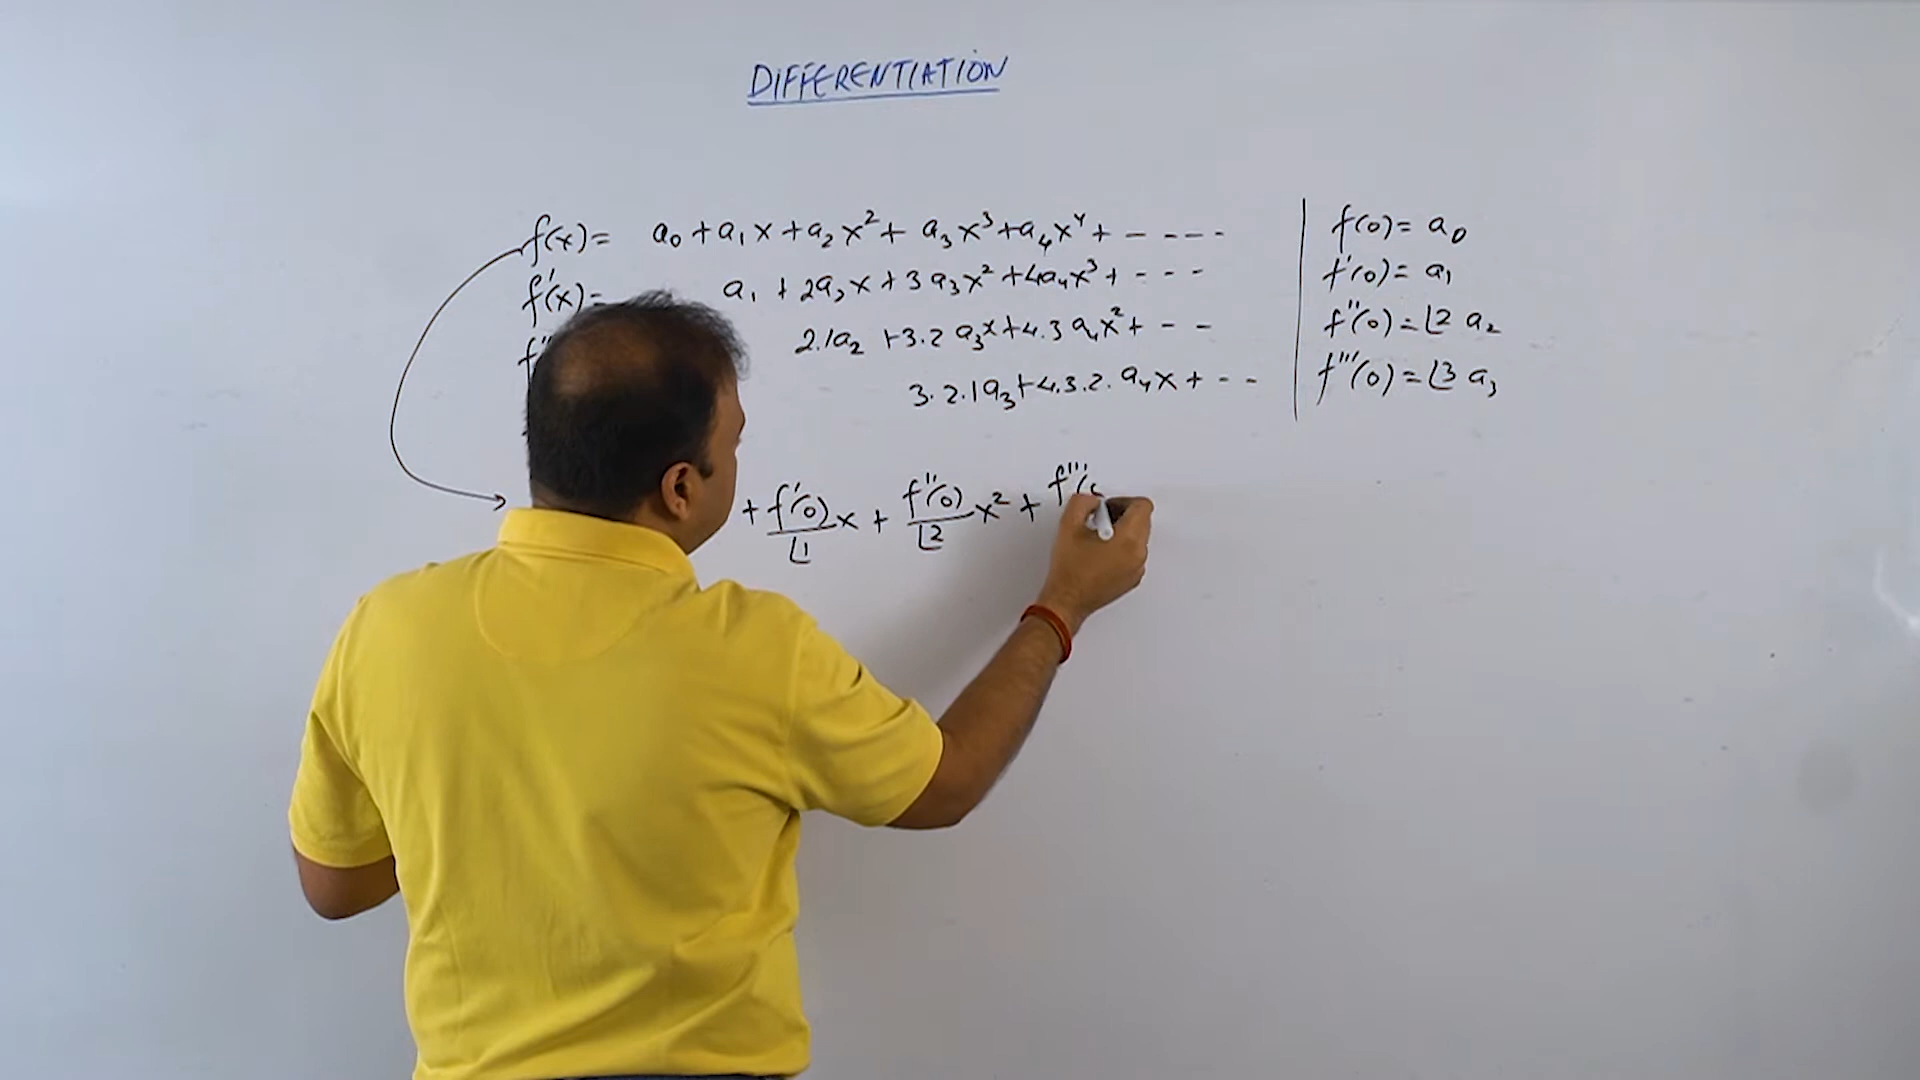 DIFFERENTIATION
f(x) = a₀ + a₁x + a₂x² + a₃x³ + a₄x⁴ + - - - -
f(0) = a₀
f'(x) = a₁ + 2a₂x + 3a₃x² + 4a₄x³ + - - -
f'(0) = a₁
f'' 2.1a₂ + 3.2 a₃x + 4.3 a₄x² + - -
f''(0) = ⌊2 a₂
3.2.1a₃ + 4.3.2. a₄x + - -
f'''(0) = ⌊3 a₃
+ f'(0)/⌊1 x + f''(0)/⌊2 x² + f'''(